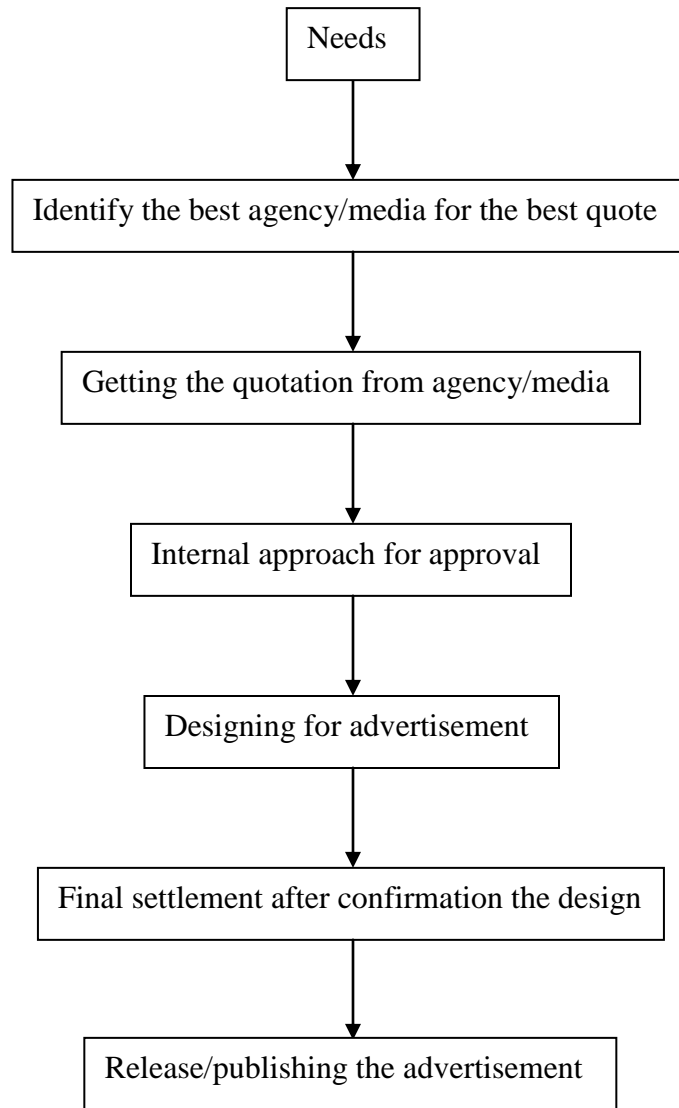 Needs
Identify the best agency/media for the best quote
Getting the quotation from agency/media
Internal approach for approval
Designing for advertisement
Final settlement after confirmation the design
Release/publishing the advertisement